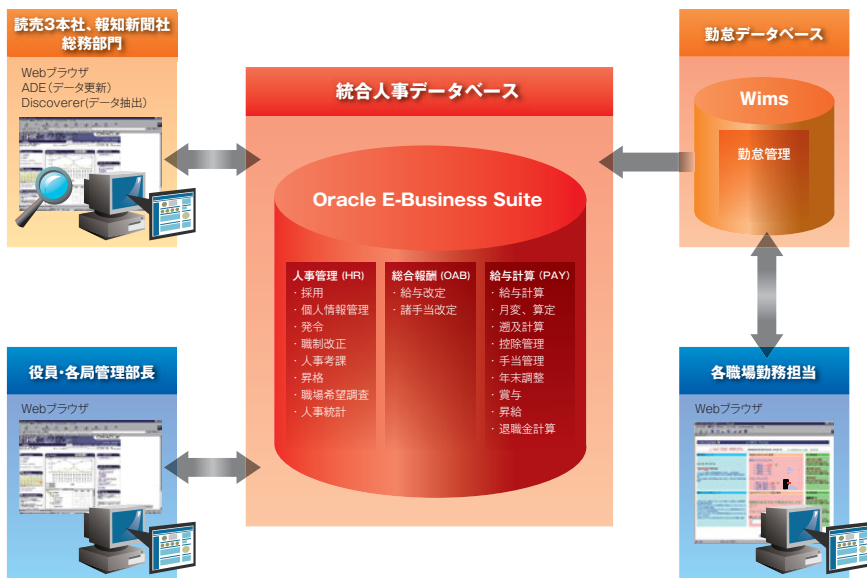 読売3本社、報知新聞社
総務部門
Webブラウザ
ADE（データ更新）
Discoverer(データ抽出)
統合人事データベース
Oracle E-Business Suite
人事管理 (HR)
・採用
・個人情報管理
・発令
・職制改正
・人事考課
・昇格
・職場希望調査
・人事統計
総合報酬 (OAB)
・給与改定
・諸手当改定
給与計算 (PAY)
・給与計算
・月変、算定
・遡及計算
・控除管理
・手当管理
・年末調整
・賞与
・昇給
・退職金計算
勤怠データベース
Wims
勤怠管理
役員・各局管理部長
Webブラウザ
各職場勤務担当
Webブラウザ